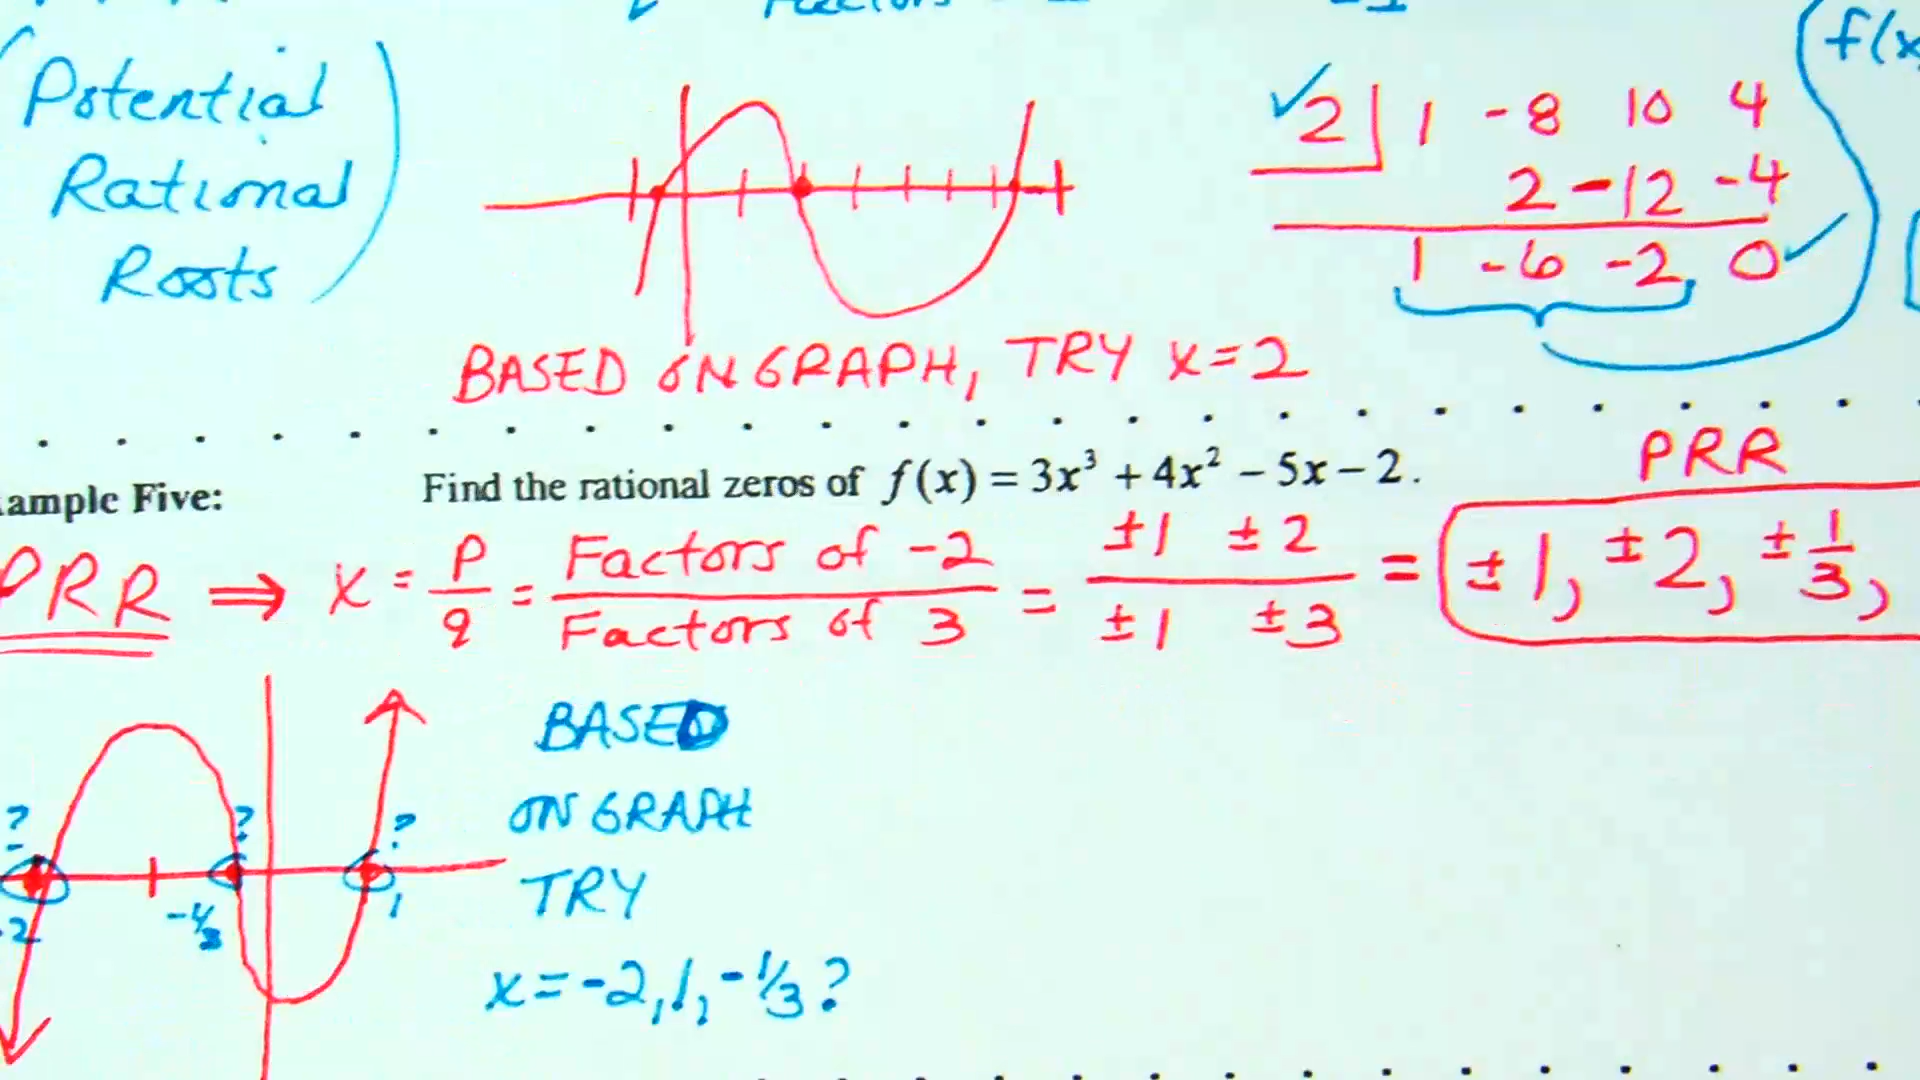 (Potential
Rational
Roots)
✓2 1 -8 10 4
2 -12 -4
1 -6 -2 0 ✓
BASED ON GRAPH, TRY x=2
ample Five: Find the rational zeros of f(x) = 3x³ + 4x² − 5x − 2.
PRR
PRR ⇒ x = p/q = Factors of -2 / Factors of 3 = ±1 ±2 / ±1 ±3 = ±1, ±2, ±1/3,
? ? ?
-2 -1/3 1
BASED
ON GRAPH
TRY
x=-2,1,-1/3?